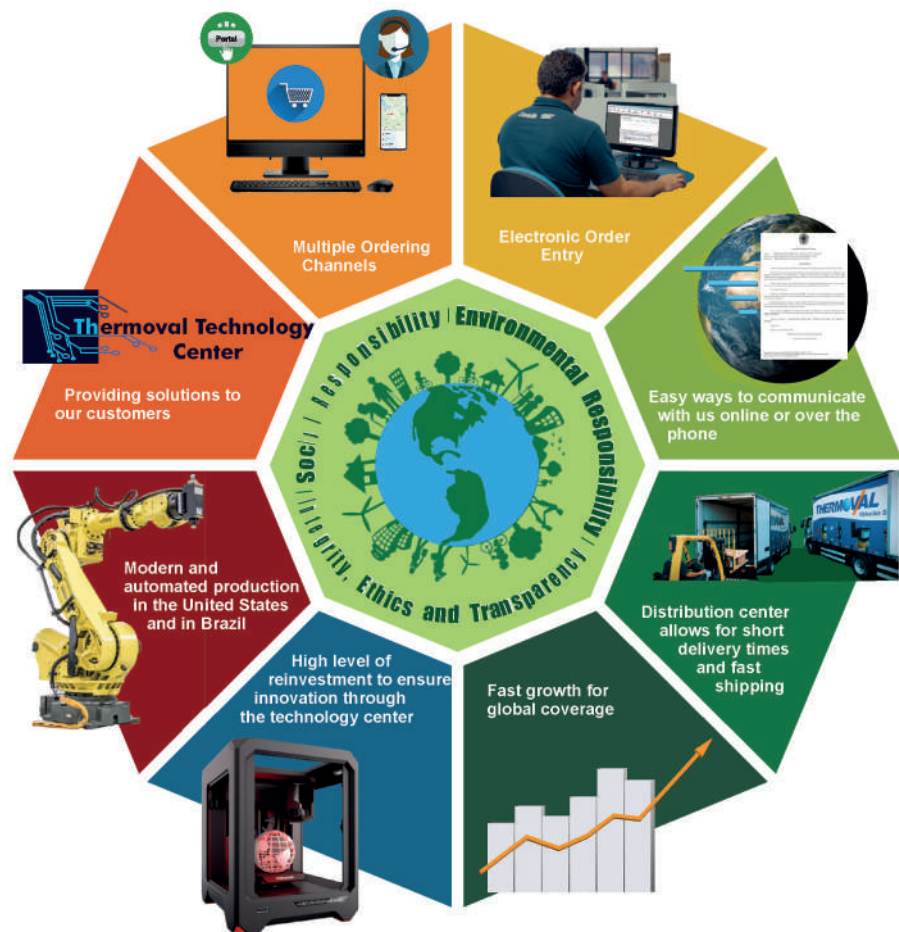 Portal
Multiple Ordering
Channels
Electronic Order
Entry
Thermoval Technology
Center
Providing solutions to
our customers
Easy ways to communicate
with us online or over the
phone
Social Responsibility | Environmental Responsibility | Integrity, Ethics and Transparency |
THERMOVAL
THERMOVAL
Modern and
automated production
in the United States
and in Brazil
Distribution center
allows for short
delivery times
and fast
shipping
High level of
reinvestment to ensure
innovation through
the technology center
Fast growth for
global coverage